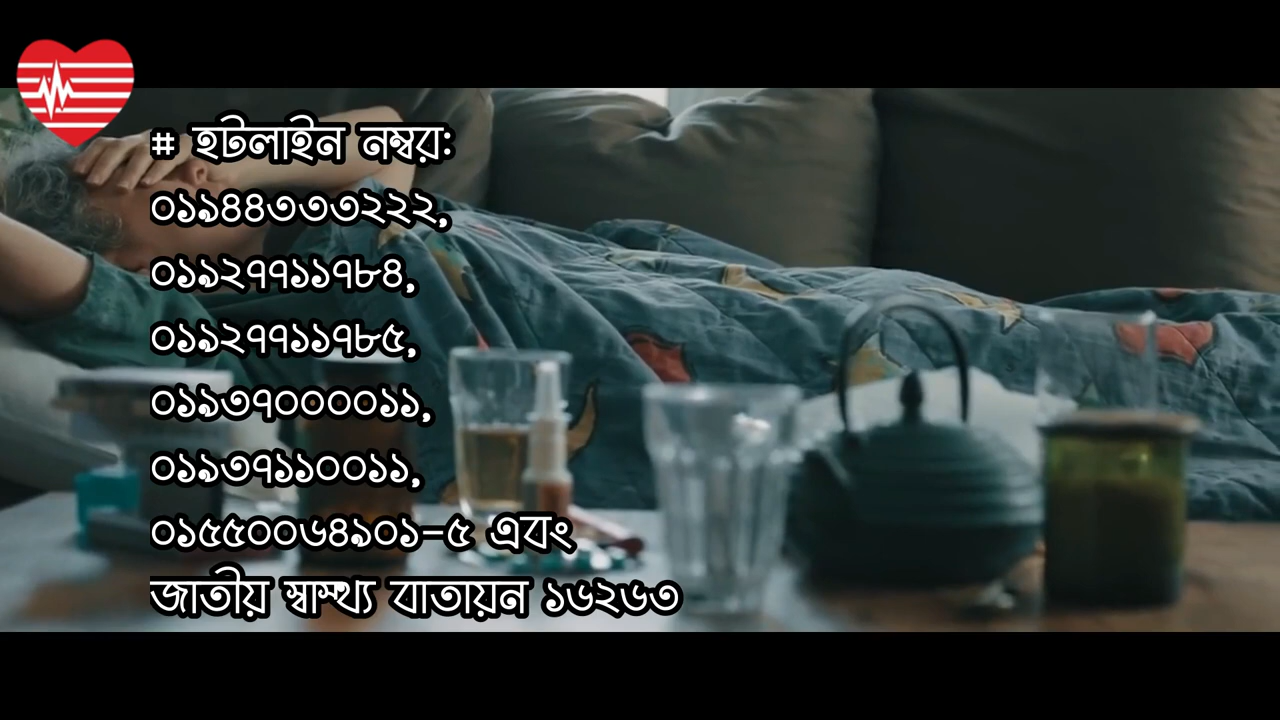 # হটলাইন নম্বর:
০১৯৪৪৩৩৩২২২,
০১৯২৭৭১১৭৮৪,
০১৯২৭৭১১৭৮৫,
০১৯৩৭০০০০১১,
০১৯৩৭১১০০১১,
০১৫৫০০৬৪৯০১-৫ এবং
জাতীয় স্বাস্থ্য বাতায়ন ১৬২৬৩